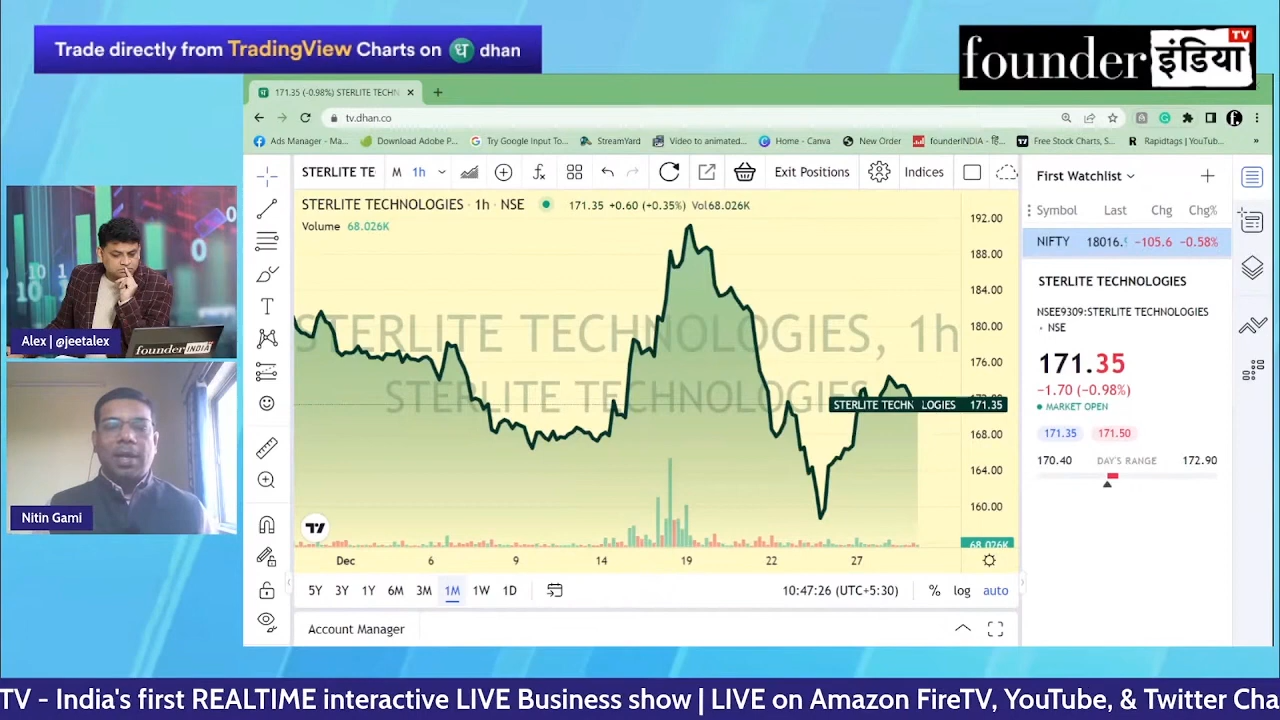 Trade directly from TradingView Charts on ध dhan
founder इंडिया TV
171.35 (-0.98%) STERLITE TECHN
tv.dhan.co
Ads Manager - Ma...
Download Adobe P...
Try Google Input To...
StreamYard
Video to animated...
Home - Canva
New Order
founderINDIA - हि...
Free Stock Charts, S...
Rapidtags | YouTub...
STERLITE TE
M
1h
Exit Positions
Indices
First Watchlist
STERLITE TECHNOLOGIES · 1h · NSE
171.35 +0.60 (+0.35%) Vol68.026K
Volume 68.026K
Symbol Last Chg Chg%
NIFTY 18016. -105.6 -0.58%
192.00
188.00
184.00
180.00
176.00
168.00
164.00
160.00
STERLITE TECHNOLOGIES, 1h
STERLITE TECHNOLOGIES
171.35
68.026K
STERLITE TECHNOLOGIES
NSEE9309:STERLITE TECHNOLOGIES
· NSE
171.35
−1.70 (−0.98%)
MARKET OPEN
171.35 171.50
170.40 DAY'S RANGE 172.90
Alex | @jeetalex
founder INDIA
Nitin Gami
Dec 6 9 14 19 22 27
5Y 3Y 1Y 6M 3M 1M 1W 1D
10:47:26 (UTC+5:30)
% log auto
Account Manager
TV - India's first REALTIME interactive LIVE Business show | LIVE on Amazon FireTV, YouTube, & Twitter Cha